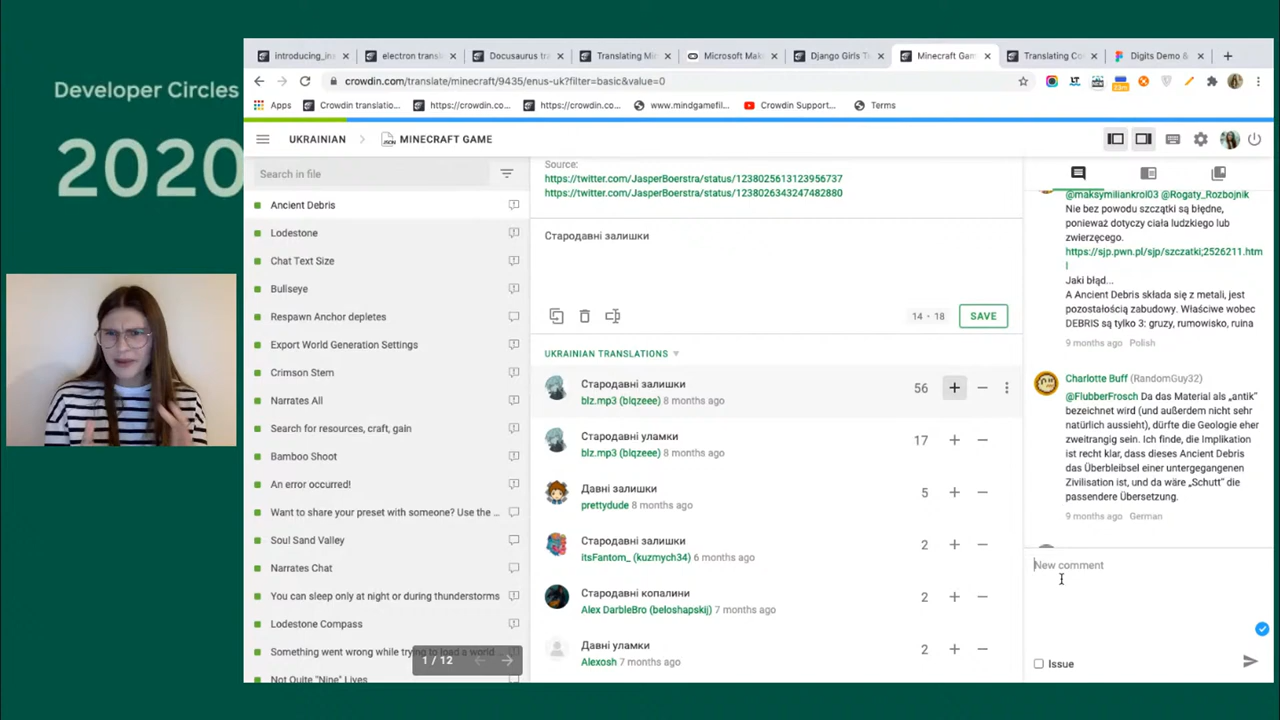 Developer Circles
2020
introducing_in
electron transl
Docusaurus tra
Translating Mi
Microsoft Mak
Django Girls T
Minecraft Gam
Translating Co
Digits Demo &
crowdin.com/translate/minecraft/9435/enus-uk?filter=basic&value=0
Apps
Crowdin translatio...
https://crowdin.co...
https://crowdin.co...
www.mindgamefil...
Crowdin Support...
Terms
UKRAINIAN
MINECRAFT GAME
Search in file
Ancient Debris
Lodestone
Chat Text Size
Bullseye
Respawn Anchor depletes
Export World Generation Settings
Crimson Stem
Narrates All
Search for resources, craft, gain
Bamboo Shoot
An error occurred!
Want to share your preset with someone? Use the ...
Soul Sand Valley
Narrates Chat
You can sleep only at night or during thunderstorms
Lodestone Compass
Something went wrong while trying to load a world ...
Not Quite "Nine" Lives
1 / 12
Source:
https://twitter.com/JasperBoerstra/status/1238025613123956737
https://twitter.com/JasperBoerstra/status/1238026343247482880
Стародавні залишки
14 • 18
SAVE
UKRAINIAN TRANSLATIONS
Стародавні залишки
blz.mp3 (blqzeee) 8 months ago
56
Стародавні уламки
blz.mp3 (blqzeee) 8 months ago
17
Давні залишки
prettydude 8 months ago
5
Стародавні залишки
itsFantom_ (kuzmych34) 6 months ago
2
Стародавні копалини
Alex DarbleBro (beloshapskij) 7 months ago
2
Давні уламки
Alexosh 7 months ago
2
@maksymiliankrol03 @Rogaty_Rozbojnik
Nie bez powodu szczątki są błędne,
ponieważ dotyczy ciała ludzkiego lub
zwierzęcego.
https://sjp.pwn.pl/sjp/szczatki;2526211.htm
l
Jaki błąd...
A Ancient Debris składa się z metali, jest
pozostałością zabudowy. Właściwe wobec
DEBRIS są tylko 3: gruzy, rumowisko, ruina
9 months ago Polish
Charlotte Buff (RandomGuy32)
@FlubberFrosch Da das Material als „antik“
bezeichnet wird (und außerdem nicht sehr
natürlich aussieht), dürfte die Geologie eher
zweitrangig sein. Ich finde, die Implikation
ist recht klar, dass dieses Ancient Debris
das Überbleibsel einer untergegangenen
Zivilisation ist, und da wäre „Schutt“ die
passendere Übersetzung.
9 months ago German
New comment
Issue